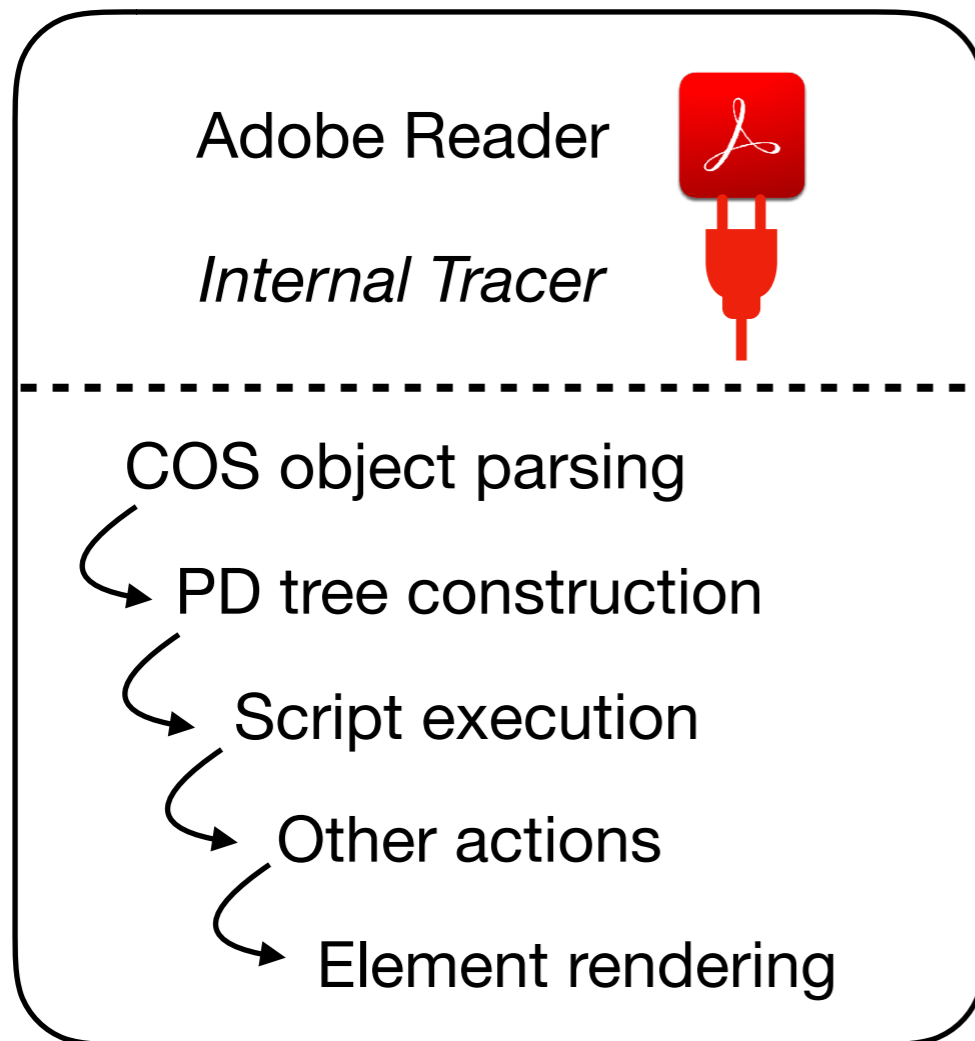 Adobe Reader
Internal Tracer
COS object parsing
PD tree construction
Script execution
Other actions
Element rendering